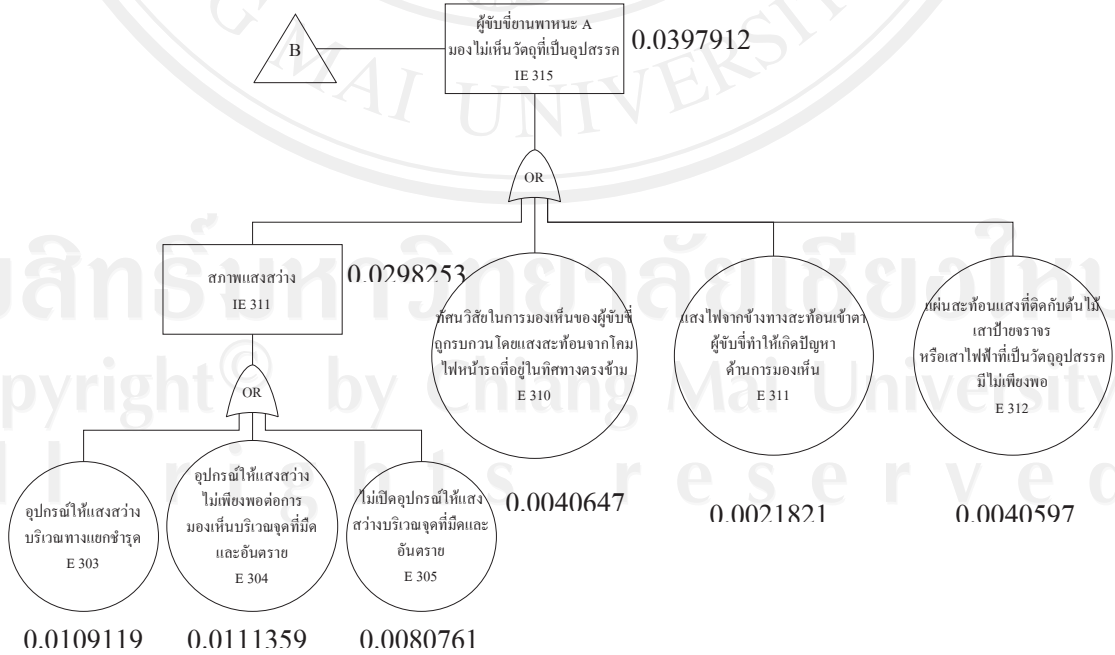 B
ผู้ขับขี่ยานพาหนะ A
มองไม่เห็นวัตถุที่เป็นอุปสรรค
IE 315
0.0397912
OR
สภาพแสงสว่าง
IE 311
0.0298253
ทัศนวิสัยในการมองเห็นของผู้ขับขี่
ถูกรบกวนโดยแสงสะท้อนจากโคม
ไฟหน้ารถที่อยู่ในทิศทางตรงข้าม
E 310
0.0040647
แสงไฟจากข้างทางสะท้อนเข้าตา
ผู้ขับขี่ทำให้เกิดปัญหา
ด้านการมองเห็น
E 311
0.0021821
แผ่นสะท้อนแสงที่ติดกับต้นไม้
เสาป้ายจราจร
หรือเสาไฟฟ้าที่เป็นวัตถุอุปสรรค
มีไม่เพียงพอ
E 312
0.0040597
OR
อุปกรณ์ให้แสงสว่าง
บริเวณทางแยกชำรุด
E 303
0.0109119
อุปกรณ์ให้แสงสว่าง
ไม่เพียงพอต่อการ
มองเห็นบริเวณจุดที่มืด
และอันตราย
E 304
0.0111359
ไม่เปิดอุปกรณ์ให้แสง
สว่างบริเวณจุดที่มืดและ
อันตราย
E 305
0.0080761
MAI UNIVERSIT
by Chiang Mai University
rights reserved